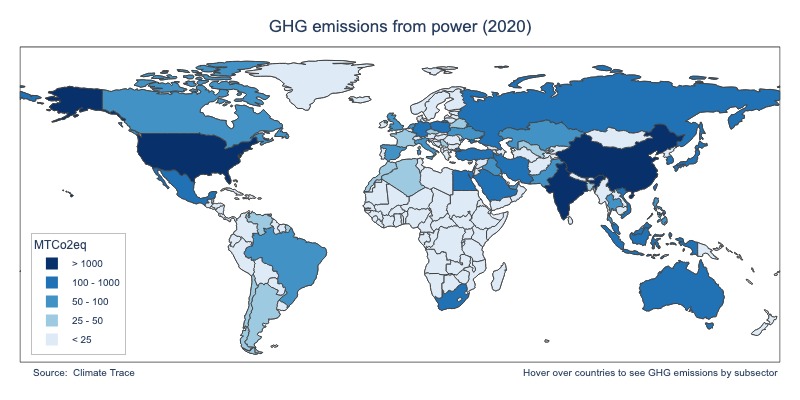 GHG emissions from power (2020)
MTCo2eq
> 1000
100 - 1000
50 - 100
25 - 50
< 25
Source: Climate Trace
Hover over countries to see GHG emissions by subsector